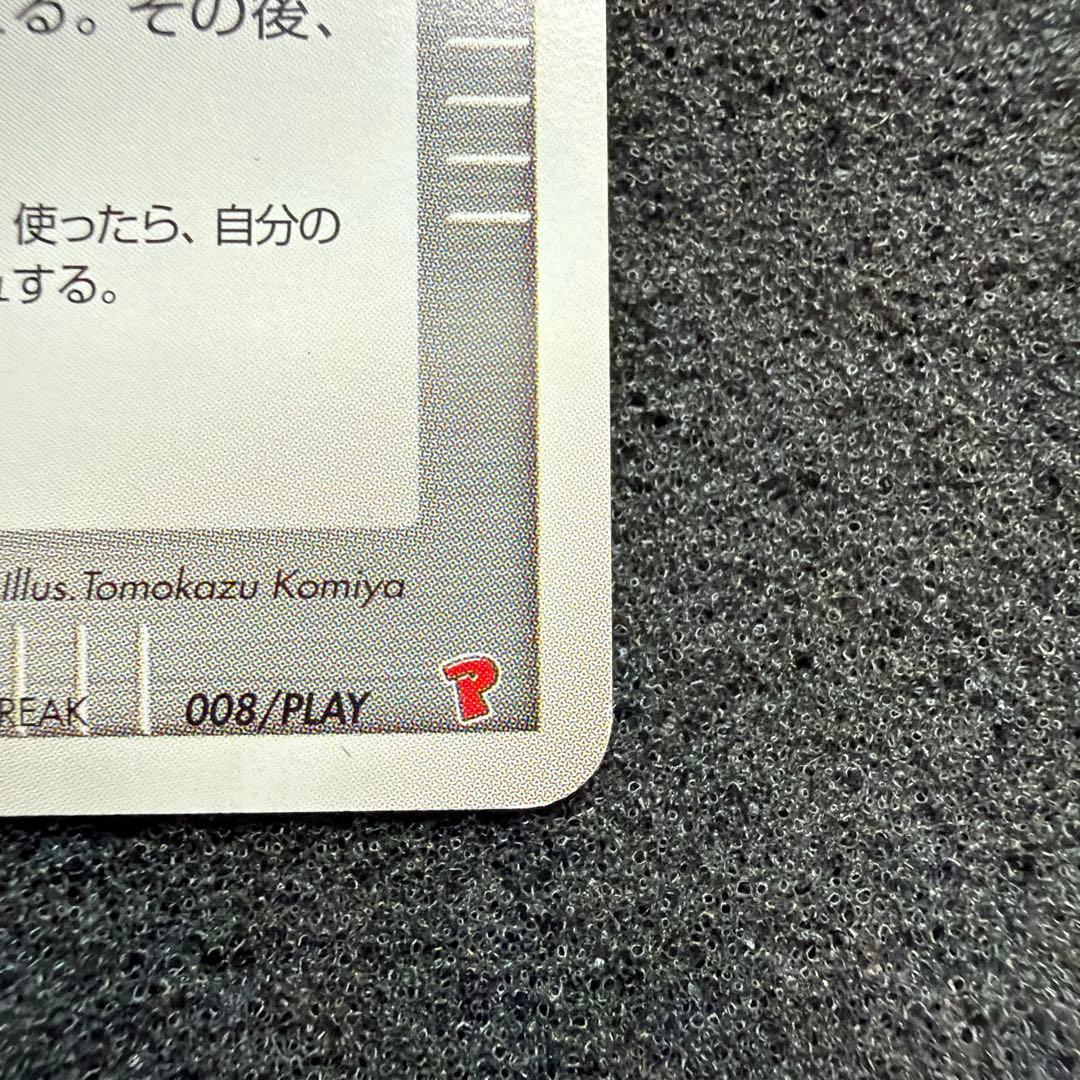 る。その後、
使ったら、自分の
ュする。
Illus. Tomokazu Komiya
REAK 008/PLAY P